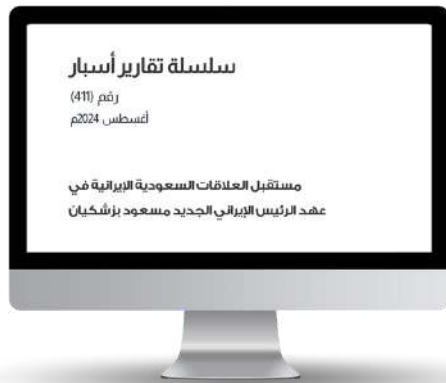 سلسلة تقارير أسبار
رقم (411)
أغسطس 2024م
مستقبل العلاقات السعودية الإيرانية في
عهد الرئيس الإيراني الجديد مسعود بزشكيان